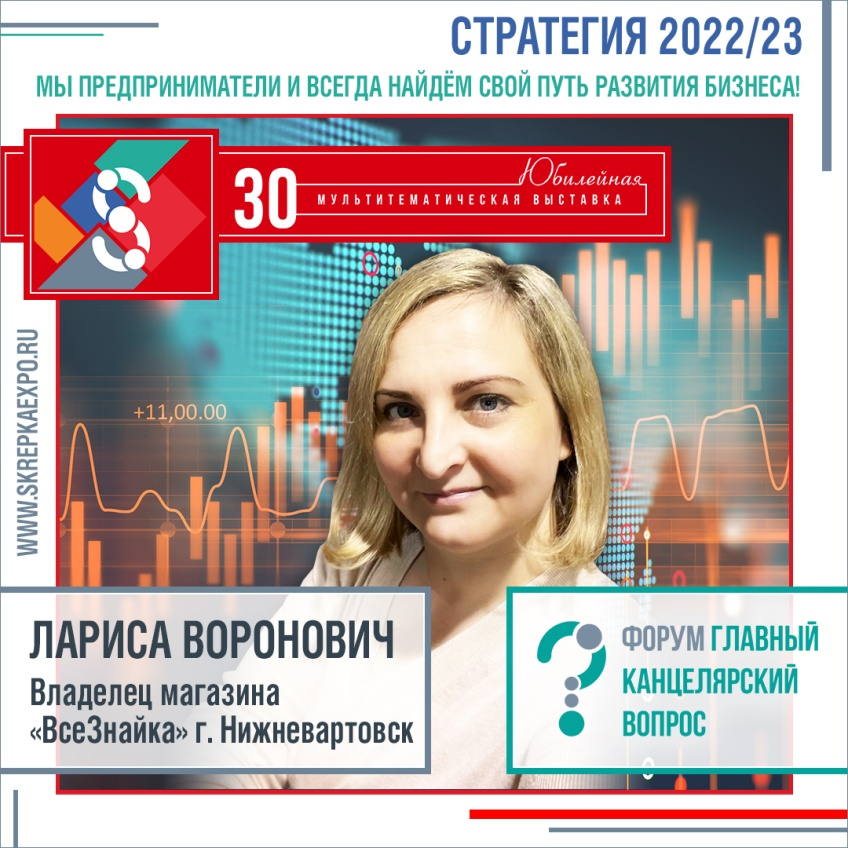 СТРАТЕГИЯ 2022/23
МЫ ПРЕДПРИНИМАТЕЛИ И ВСЕГДА НАЙДЁМ СВОЙ ПУТЬ РАЗВИТИЯ БИЗНЕСА!
30
Юбилейная
МУЛЬТИТЕМАТИЧЕСКАЯ ВЫСТАВКА
WWW.SKREPKAEXPO.RU
+11,00.00
ЛАРИСА ВОРОНОВИЧ
Владелец магазина
«ВсеЗнайка» г. Нижневартовск
ФОРУМ ГЛАВНЫЙ
КАНЦЕЛЯРСКИЙ
ВОПРОС